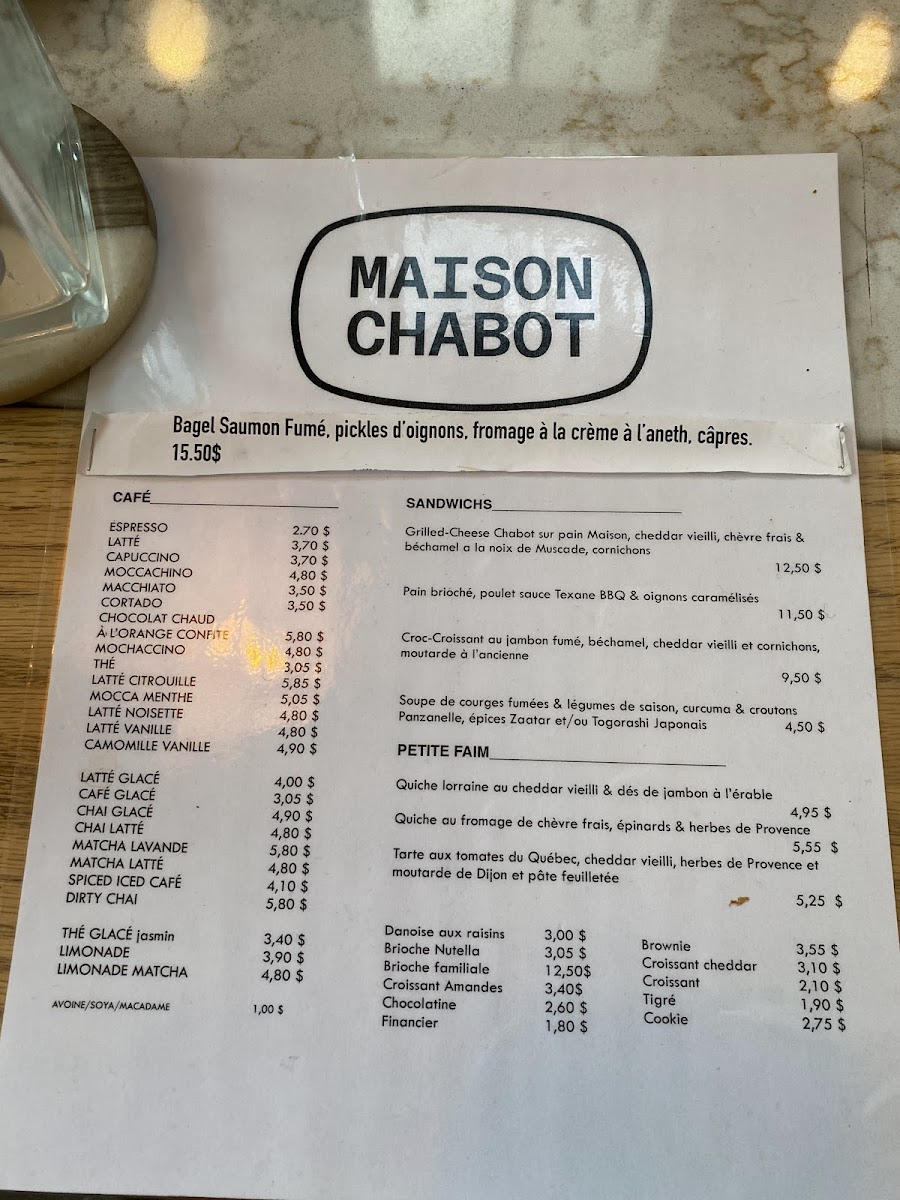 MAISON
CHABOT
Bagel Saumon Fumé, pickles d'oignons, fromage à la crème à l'aneth, câpres.
15.50$
CAFÉ
ESPRESSO 2.70 $
LATTÉ 3,70 $
CAPUCCINO 3,70 $
MOCCACHINO 4,80 $
MACCHIATO 3,50 $
CORTADO 3,50 $
CHOCOLAT CHAUD
À L'ORANGE CONFITE 5,80 $
MOCHACCINO 4,80 $
THÉ 3,05 $
LATTÉ CITROUILLE 5,85 $
MOCCA MENTHE 5,05 $
LATTÉ NOISETTE 4,80 $
LATTÉ VANILLE 4,80 $
CAMOMILLE VANILLE 4,90 $
LATTÉ GLACÉ 4,00 $
CAFÉ GLACÉ 3,05 $
CHAI GLACÉ 4,90 $
CHAI LATTÉ 4,80 $
MATCHA LAVANDE 5,80 $
MATCHA LATTÉ 4,80 $
SPICED ICED CAFÉ 4,10 $
DIRTY CHAI 5,80 $
THÉ GLACÉ jasmin 3,40 $
LIMONADE 3,90 $
LIMONADE MATCHA 4,80 $
AVOINE/SOYA/MACADAME 1,00 $
SANDWICHS
Grilled-Cheese Chabot sur pain Maison, cheddar vieilli, chèvre frais &
béchamel a la noix de Muscade, cornichons
12,50 $
Pain brioché, poulet sauce Texane BBQ & oignons caramélisés
11,50 $
Croc-Croissant au jambon fumé, béchamel, cheddar vieilli et cornichons,
moutarde à l'ancienne
9,50 $
Soupe de courges fumées & légumes de saison, curcuma & croutons
Panzanelle, épices Zaatar et/ou Togorashi Japonais 4,50 $
PETITE FAIM
Quiche lorraine au cheddar vieilli & dés de jambon à l'érable
4,95 $
Quiche au fromage de chèvre frais, épinards & herbes de Provence
5,55 $
Tarte aux tomates du Québec, cheddar vieilli, herbes de Provence et
moutarde de Dijon et pâte feuilletée
5,25 $
Danoise aux raisins 3,00 $
Brioche Nutella 3,05 $
Brioche familiale 12,50$
Croissant Amandes 3,40$
Chocolatine 2,60 $
Financier 1,80 $
Brownie 3,55 $
Croissant cheddar 3,10 $
Croissant 2,10 $
Tigré 1,90 $
Cookie 2,75 $